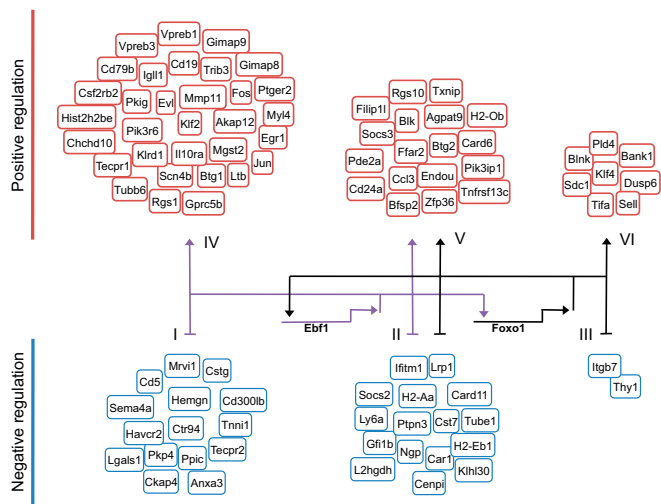 Positive regulation
Vpreb1
Vpreb3
Gimap9
Cd79b
Igll1
Cd19
Trib3
Gimap8
Csf2rb2
Pkig
Evl
Mmp11
Fos
Ptger2
Hist2h2be
Pik3r6
Klf2
Akap12
Myl4
Chchd10
Egr1
Tecpr1
Klrd1
Il10ra
Mgst2
Jun
Tubb6
Scn4b
Btg1
Ltb
Rgs1
Gprc5b
Rgs10
Txnip
Filip1l
Blk
Agpat9
H2-Ob
Socs3
Ffar2
Btg2
Card6
Pde2a
Ccl3
Endou
Pik3ip1
Cd24a
Bfsp2
Zfp36
Tnfrsf13c
Pld4
Blnk
Bank1
Sdc1
Klf4
Dusp6
Tifa
Sell
IV
V
VI
Ebf1
Foxo1
I
II
III
Negative regulation
Mrvi1
Cstg
Cd5
Sema4a
Hemgn
Cd300lb
Havcr2
Ctr94
Tnni1
Lgals1
Pkp4
Ppic
Tecpr2
Ckap4
Anxa3
Ifitm1
Lrp1
Socs2
H2-Aa
Card11
Ly6a
Ptpn3
Cst7
Tube1
Gfi1b
Ngp
Car1
H2-Eb1
L2hgdh
Klhl30
Cenpi
Itgb7
Thy1